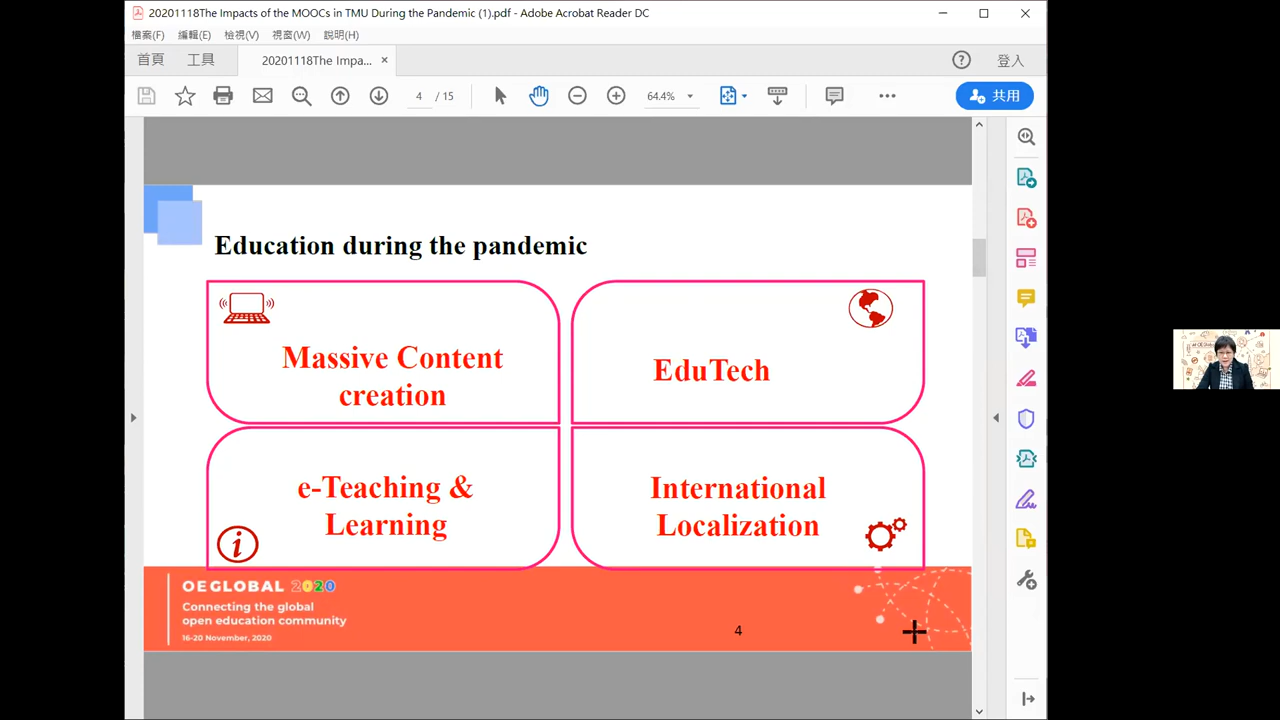 20201118The Impacts of the MOOCs in TMU During the Pandemic (1).pdf - Adobe Acrobat Reader DC
檔案(F) 編輯(E) 檢視(V) 視窗(W) 說明(H)
首頁 工具 20201118The Impa... × 登入
4 / 15 64.4% 共用
Education during the pandemic
Massive Content
creation
EduTech
e-Teaching &
Learning
International
Localization
OEGLOBAL 2020
Connecting the global
open education community
16-20 November, 2020
4